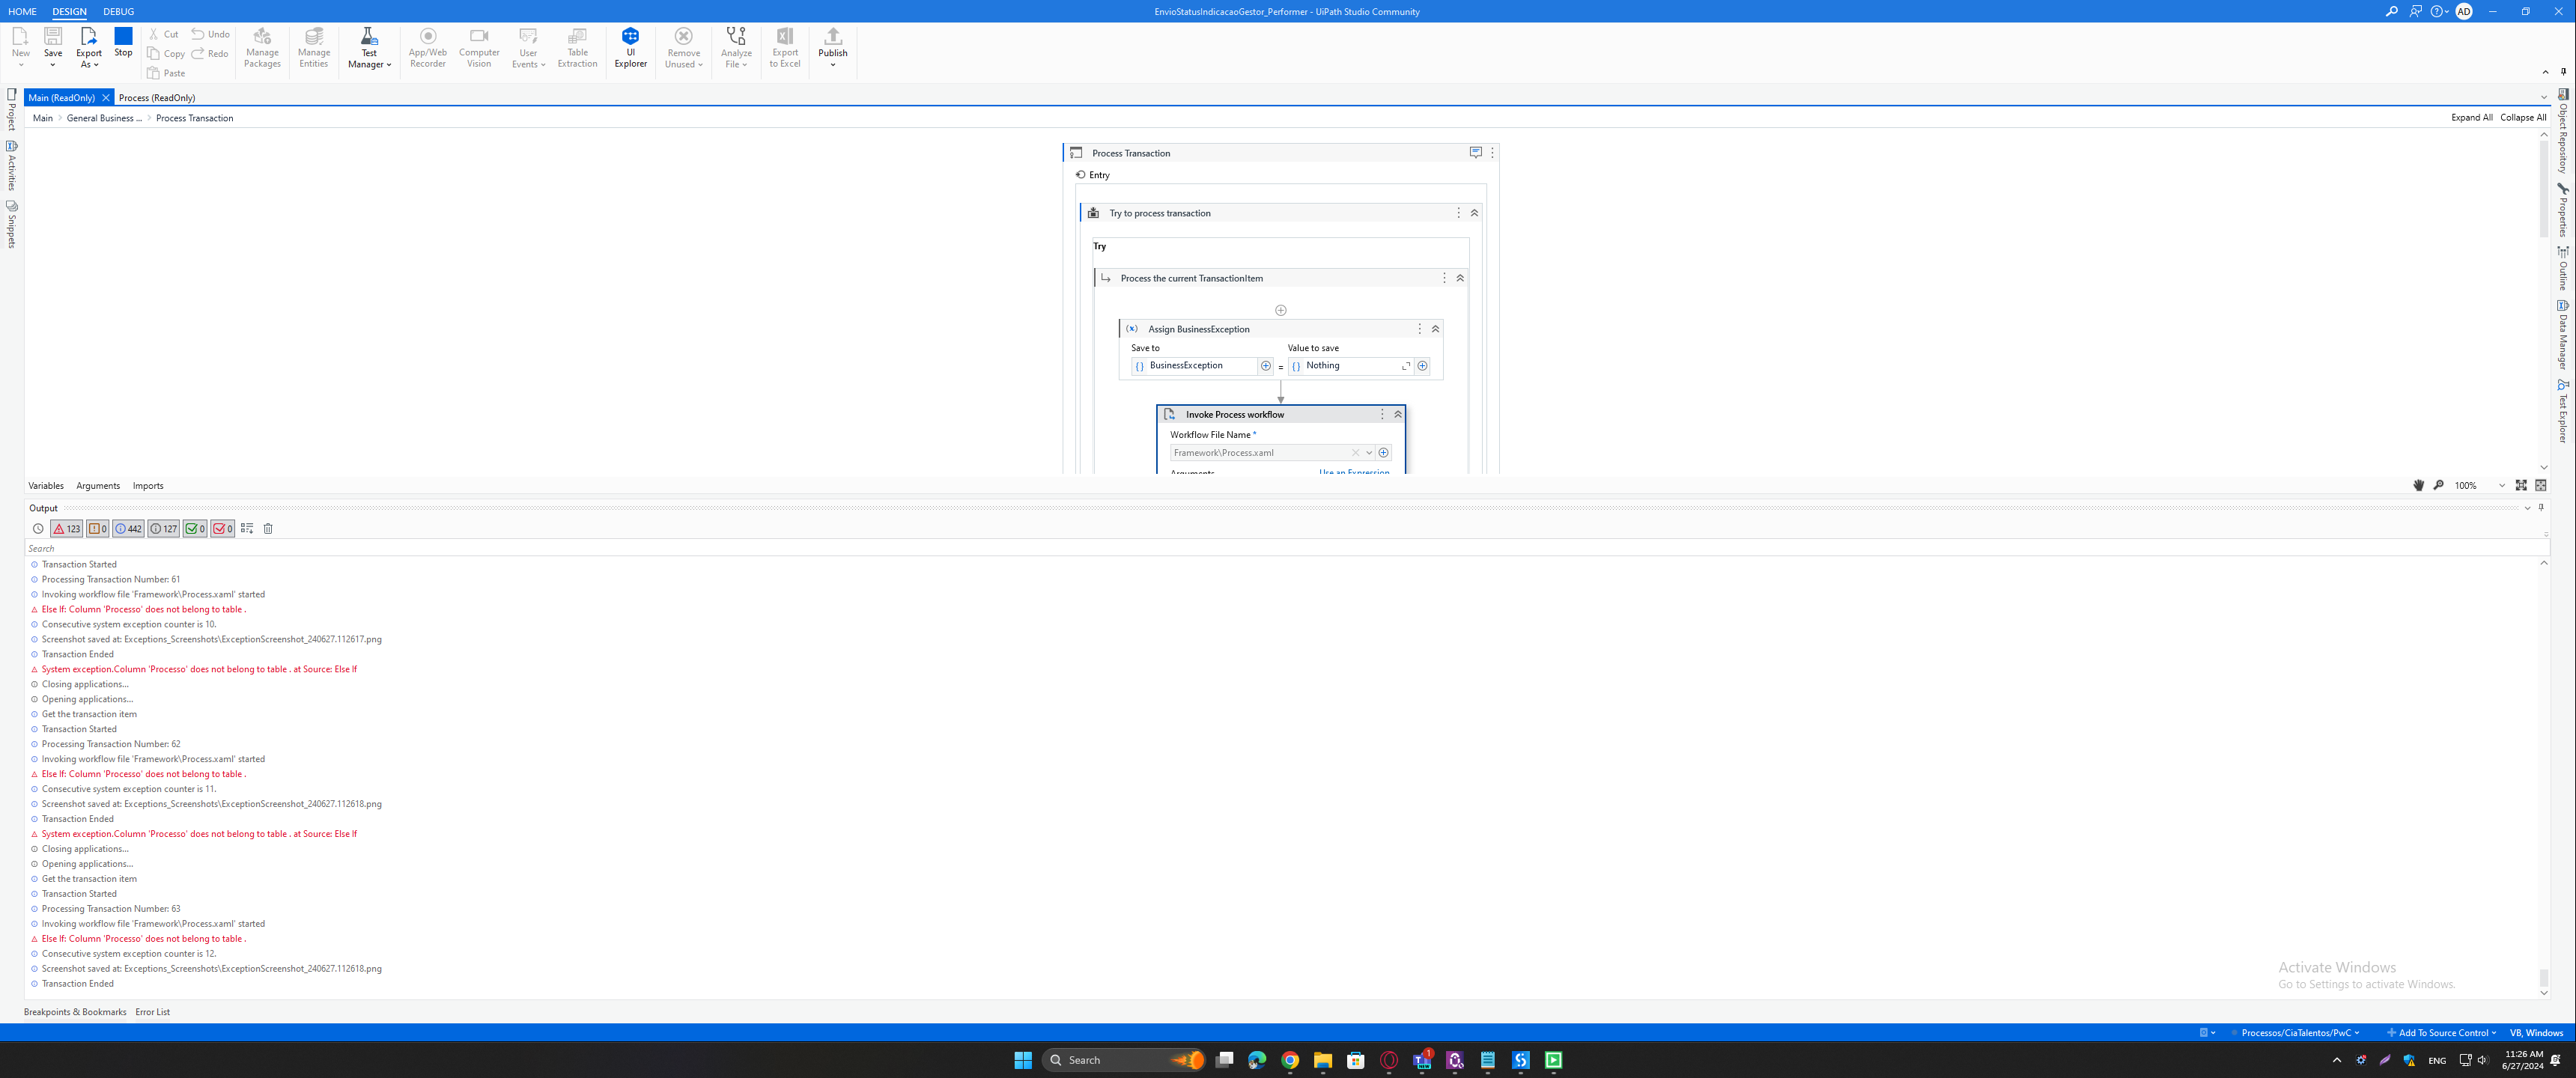 HOME DESIGN DEBUG
EnvioStatusIndicacaoGestor_Performer - UiPath Studio Community
AD
New
Save
Export As
Stop
Cut
Copy
Paste
Undo
Redo
Manage Packages
Manage Entities
Test Manager
App/Web Recorder
Computer Vision
User Events
Table Extraction
UI Explorer
Remove Unused
Analyze File
Export to Excel
Publish
Main (ReadOnly) Process (ReadOnly)
Main > General Business ... > Process Transaction
Expand All Collapse All
Project
Activities
Snippets
Object Repository
Properties
Outline
Data Manager
Test Explorer
Process Transaction
Entry
Try to process transaction
Try
Process the current TransactionItem
Assign BusinessException
Save to Value to save
BusinessException = Nothing
Invoke Process workflow
Workflow File Name *
Framework\Process.xaml
Arguments Use an Expression
Variables Arguments Imports
100%
Output
123 0 442 127 0 0
Search
Transaction Started
Processing Transaction Number: 61
Invoking workflow file 'Framework\Process.xaml' started
Else If: Column 'Processo' does not belong to table .
Consecutive system exception counter is 10.
Screenshot saved at: Exceptions_Screenshots\ExceptionScreenshot_240627.112617.png
Transaction Ended
System exception.Column 'Processo' does not belong to table . at Source: Else If
Closing applications...
Opening applications...
Get the transaction item
Transaction Started
Processing Transaction Number: 62
Invoking workflow file 'Framework\Process.xaml' started
Else If: Column 'Processo' does not belong to table .
Consecutive system exception counter is 11.
Screenshot saved at: Exceptions_Screenshots\ExceptionScreenshot_240627.112618.png
Transaction Ended
System exception.Column 'Processo' does not belong to table . at Source: Else If
Closing applications...
Opening applications...
Get the transaction item
Transaction Started
Processing Transaction Number: 63
Invoking workflow file 'Framework\Process.xaml' started
Else If: Column 'Processo' does not belong to table .
Consecutive system exception counter is 12.
Screenshot saved at: Exceptions_Screenshots\ExceptionScreenshot_240627.112618.png
Transaction Ended
Activate Windows
Go to Settings to activate Windows.
Breakpoints & Bookmarks Error List
Processos/CiaTalentos/PwC Add To Source Control VB, Windows
Search
1
ENG
11:26 AM
6/27/2024